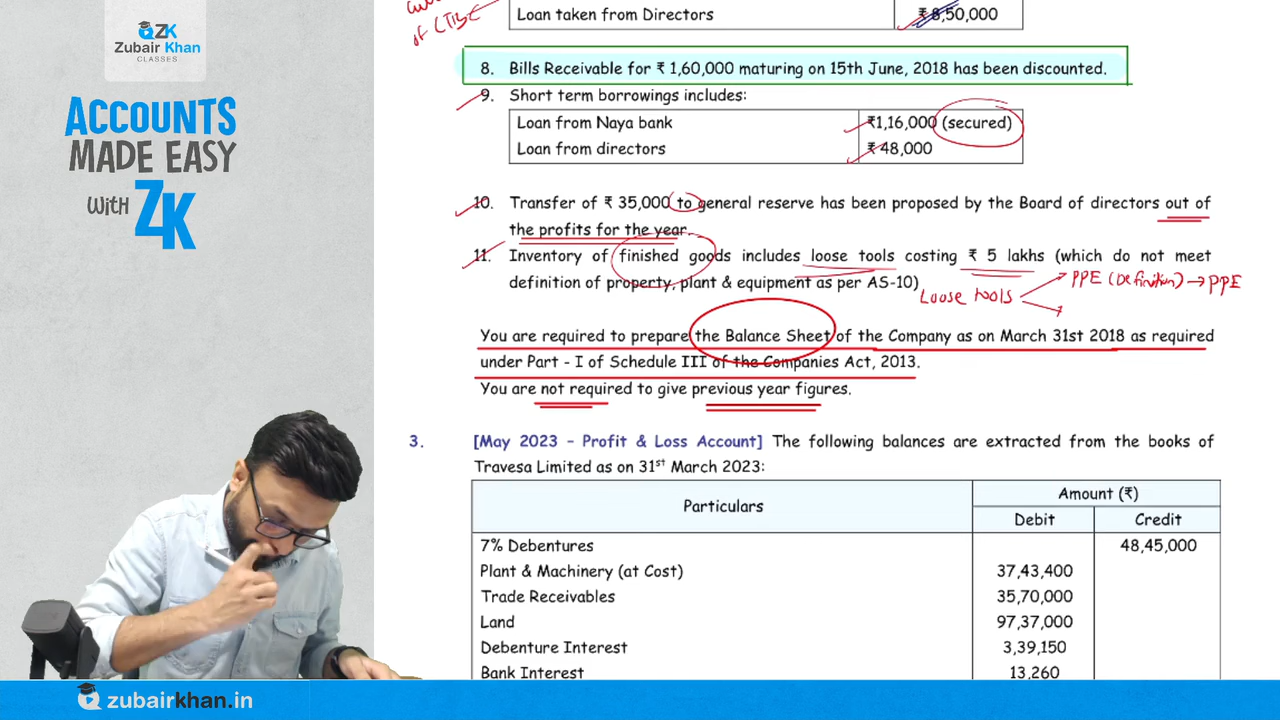 ZK
Zubair Khan
CLASSES
ACCOUNTS
MADE EASY
WITH ZK
of CTB
Loan taken from Directors ₹ 8,50,000
8. Bills Receivable for ₹ 1,60,000 maturing on 15th June, 2018 has been discounted.
9. Short term borrowings includes:
Loan from Naya bank ₹1,16,000 (secured)
Loan from directors ₹ 48,000
10. Transfer of ₹ 35,000 to general reserve has been proposed by the Board of directors out of
the profits for the year.
11. Inventory of finished goods includes loose tools costing ₹ 5 lakhs (which do not meet
definition of property, plant & equipment as per AS-10)
Loose tools
PPE (Definition) → PPE
You are required to prepare the Balance Sheet of the Company as on March 31st 2018 as required
under Part - I of Schedule III of the Companies Act, 2013.
You are not required to give previous year figures.
3. [May 2023 – Profit & Loss Account] The following balances are extracted from the books of
Travesa Limited as on 31st March 2023:
Particulars Amount (₹)
Debit Credit
7% Debentures 48,45,000
Plant & Machinery (at Cost) 37,43,400
Trade Receivables 35,70,000
Land 97,37,000
Debenture Interest 3,39,150
Bank Interest 13,260
zubairkhan.in